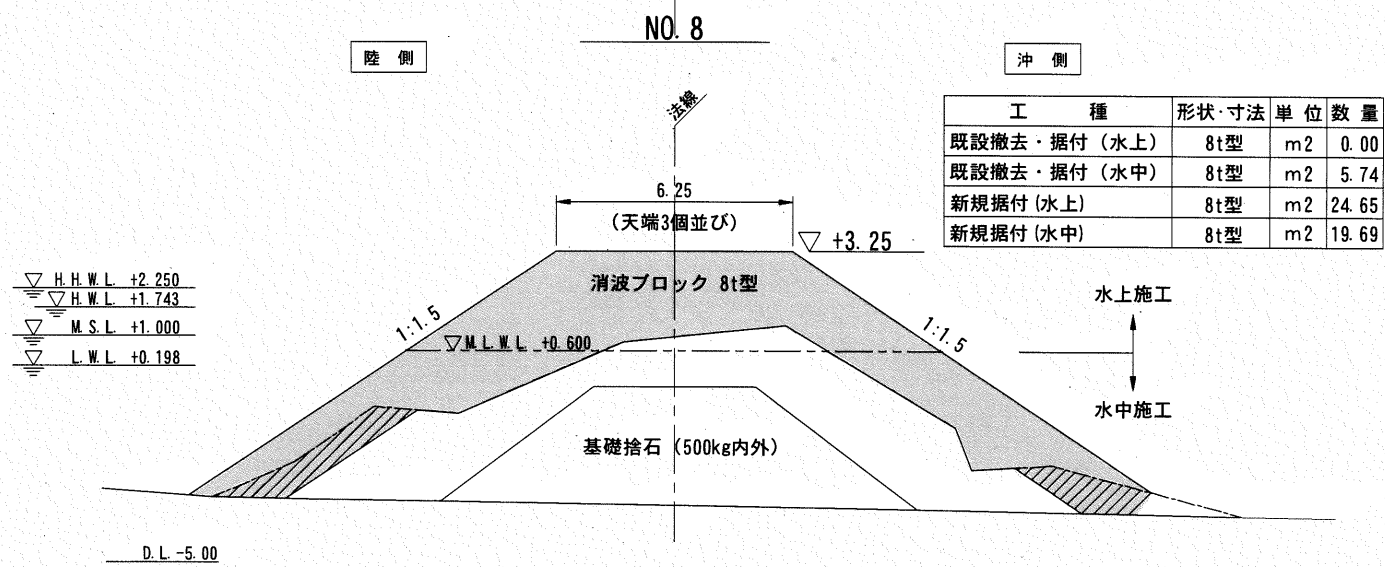 NO. 8
陸 側
沖 側
法線
工 種 形状・寸法 単 位 数 量
既設撤去・据付 (水上) 8t型 m2 0.00
既設撤去・据付 (水中) 8t型 m2 5.74
新規据付 (水上) 8t型 m2 24.65
新規据付 (水中) 8t型 m2 19.69
6.25
(天端3個並び)
+3.25
消波ブロック 8t型
H.H.W.L. +2.250
H.W.L. +1.743
M.S.L. +1.000
L.W.L. +0.198
1:1.5
M.L.W.L. +0.600
1:1.5
水上施工
水中施工
基礎捨石 (500kg内外)
D.L.-5.00